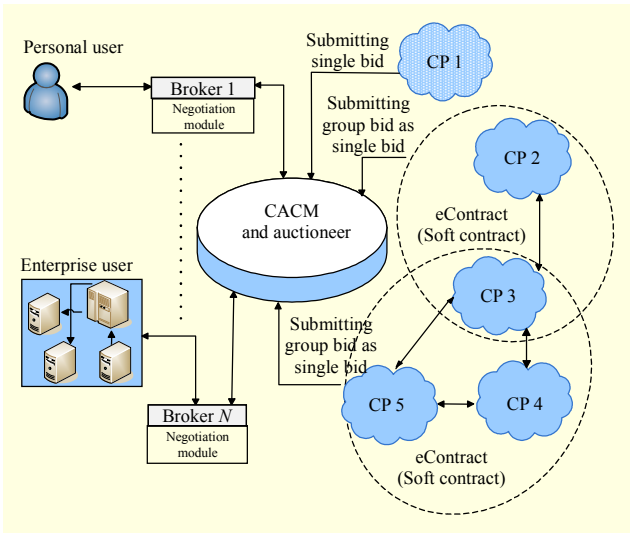 Personal user
Broker 1
Negotiation
module
Submitting
single bid
CP 1
Submitting
group bid as
single bid
CP 2
CACM
and auctioneer
eContract
(Soft contract)
Enterprise user
CP 3
Submitting
group bid as
single bid
CP 5
CP 4
Broker N
Negotiation
module
eContract
(Soft contract)